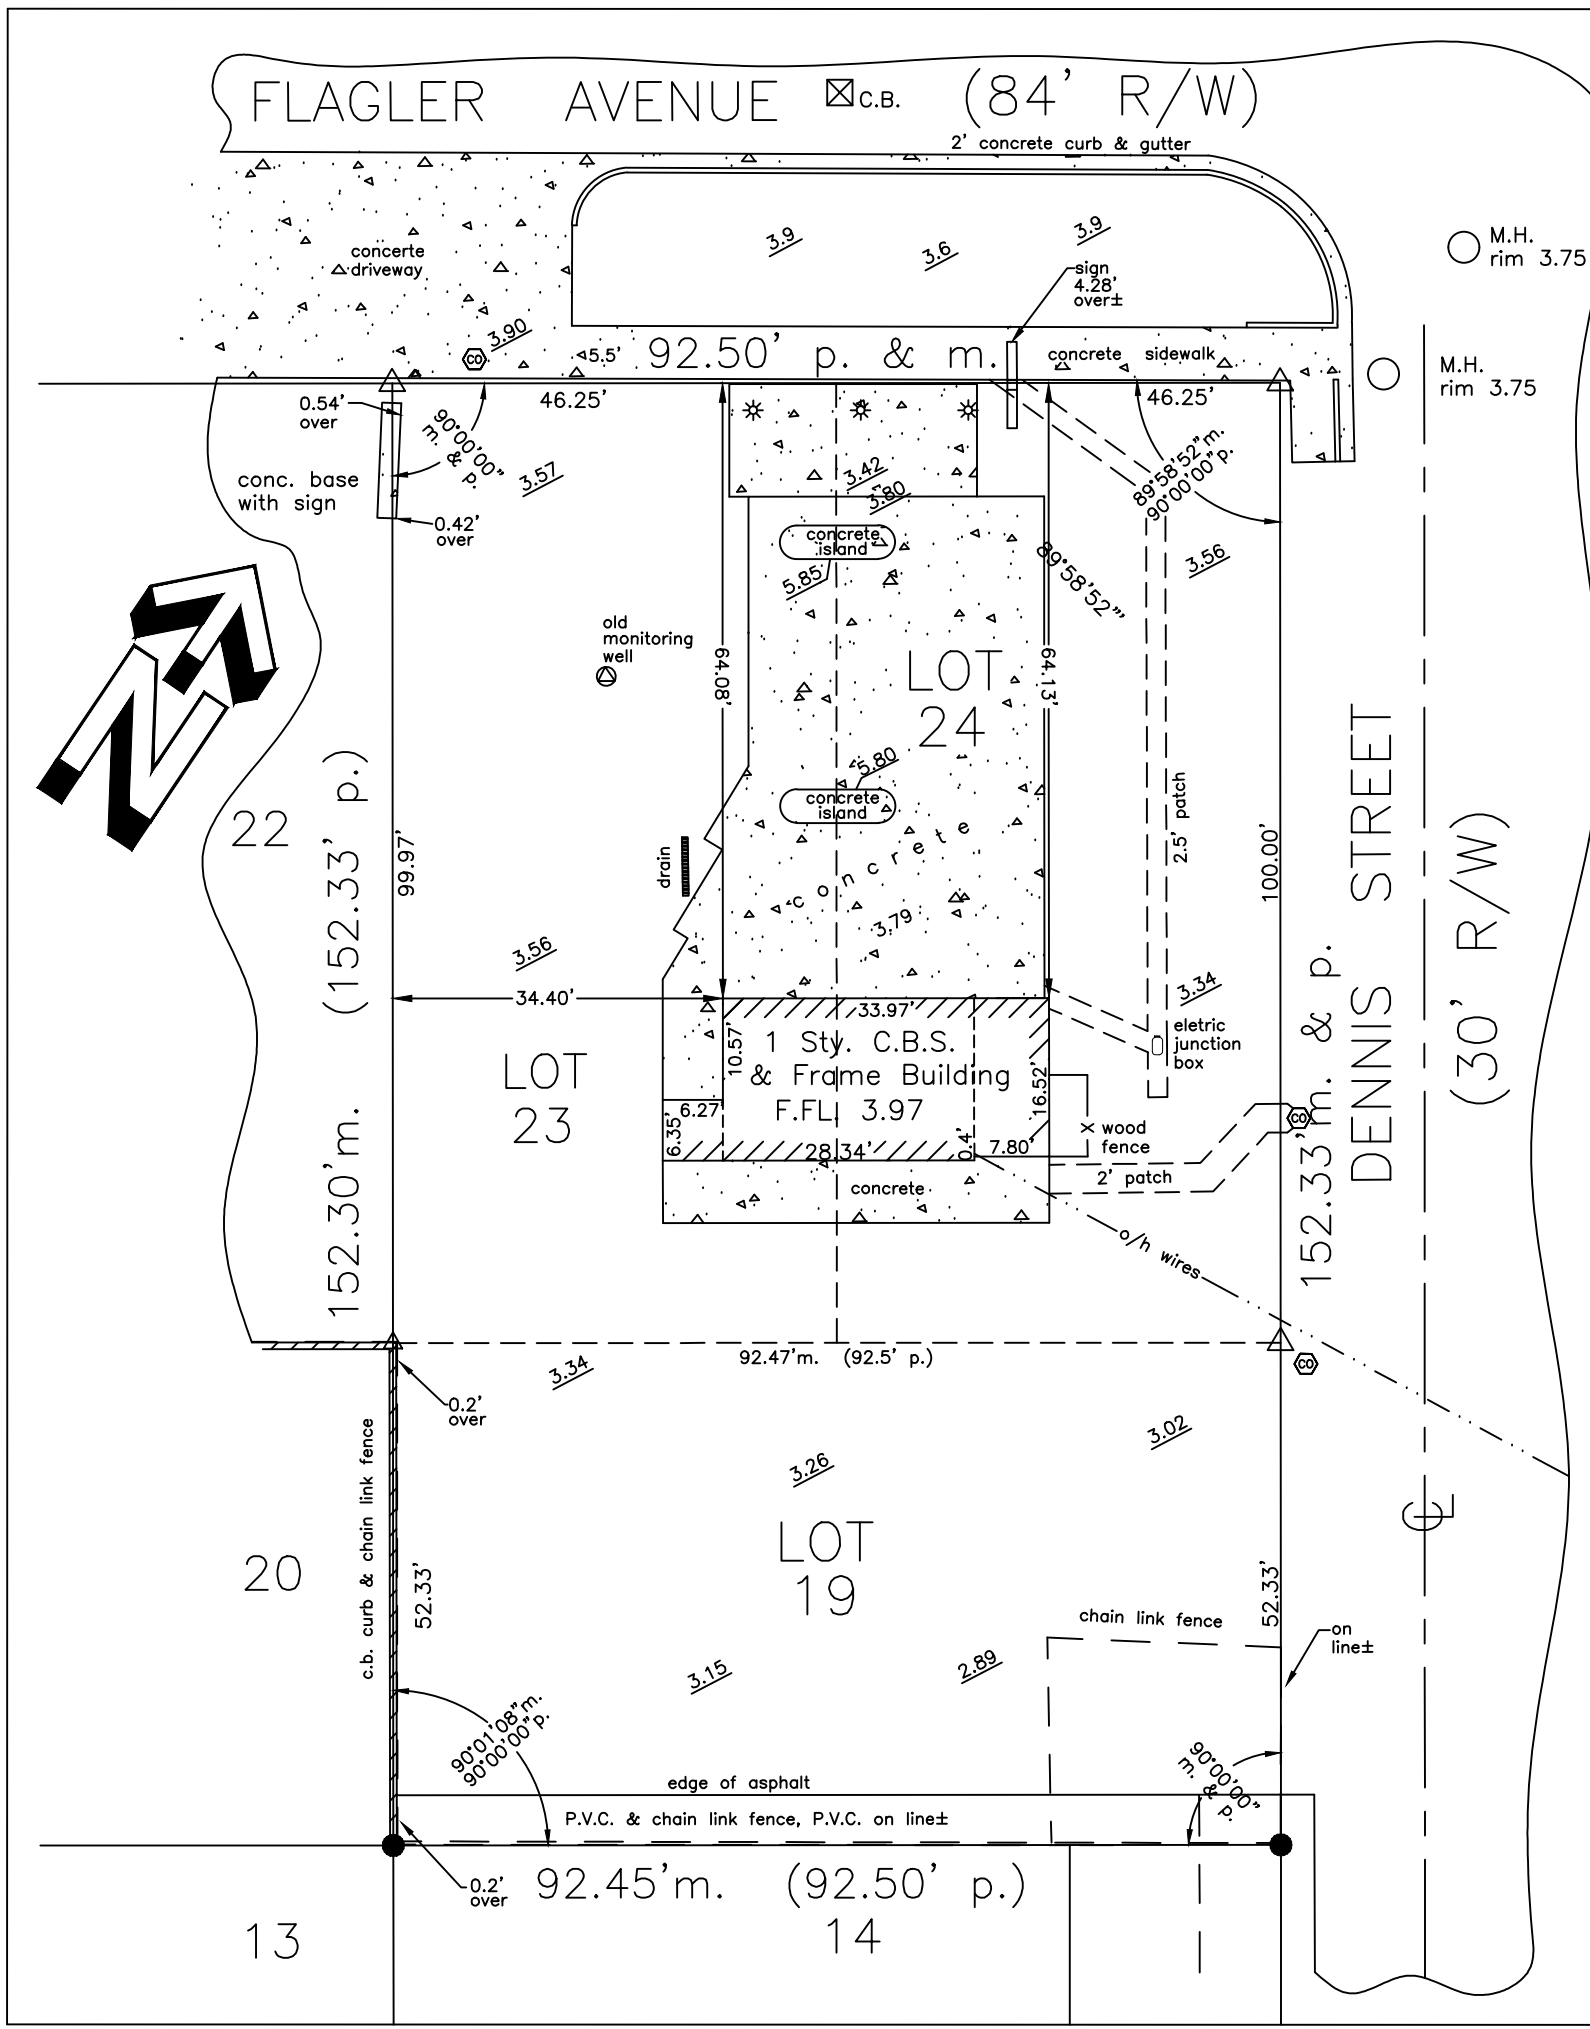 FLAGLER AVENUE
C.B.
(84' R/W)
2' concrete curb & gutter
concerte
driveway
3.9
3.6
3.9
M.H.
rim 3.75
sign
4.28'
over±
3.90
CO
5.5'
92.50' p. & m.
concrete sidewalk
M.H.
rim 3.75
0.54'
over
46.25'
46.25'
90°00'00"
m. & p.
89°58'52"m.
90°00'00"p.
conc. base
with sign
3.57
3.42
3.80
0.42'
over
concrete
island
5.85
89°58'52"'
3.56
N
old
monitoring
well
64.08'
LOT
24
64.13'
5.80
concrete
island
22
152.30'm. (152.33' p.)
99.97'
drain
concrete
3.79
2.5' patch
100.00'
DENNIS STREET
(30' R/W)
3.56
34.40'
33.97'
3.34
10.57'
1 Sty. C.B.S.
& Frame Building
F.FL. 3.97
16.52'
eletric
junction
box
LOT
23
6.27'
6.35'
28.34'
0.4'
7.80'
X wood
fence
CO
152.33'm. & p.
2' patch
concrete
o/h wires
92.47'm. (92.5' p.)
CO
3.34
0.2'
over
3.02
3.26
c.b. curb & chain link fence
LOT
19
20
52.33'
52.33'
chain link fence
on
line±
CL
3.15
2.89
90°01'08"m.
90°00'00"p.
90°00'00"
m. & p.
edge of asphalt
P.V.C. & chain link fence, P.V.C. on line±
0.2'
over
92.45'm. (92.50' p.)
13
14